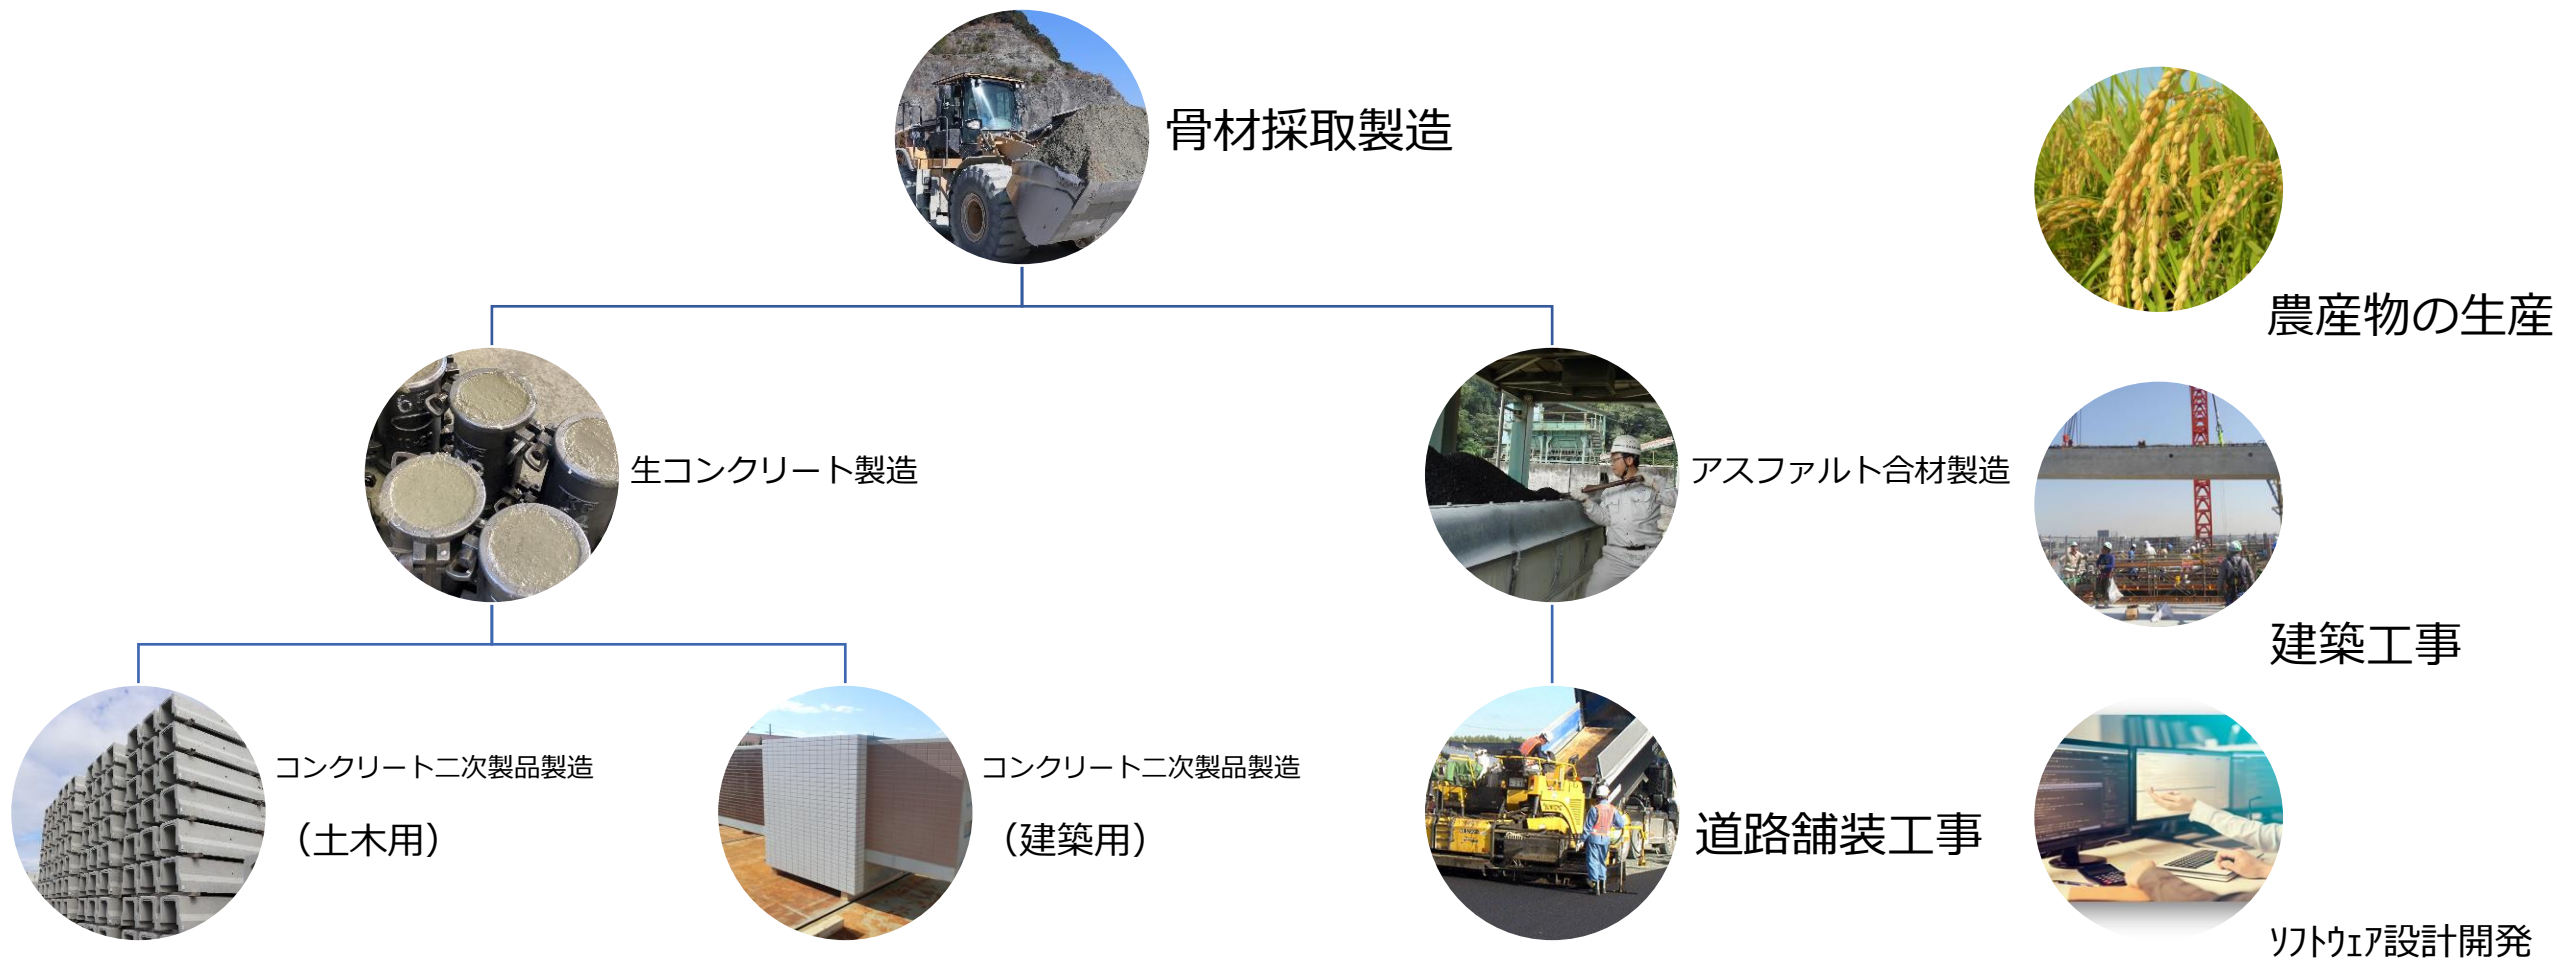 骨材採取製造
農産物の生産
生コンクリート製造
アスファルト合材製造
建築工事
コンクリート二次製品製造
（土木用）
コンクリート二次製品製造
（建築用）
道路舗装工事
ｿﾌﾄｳｪｱ設計開発